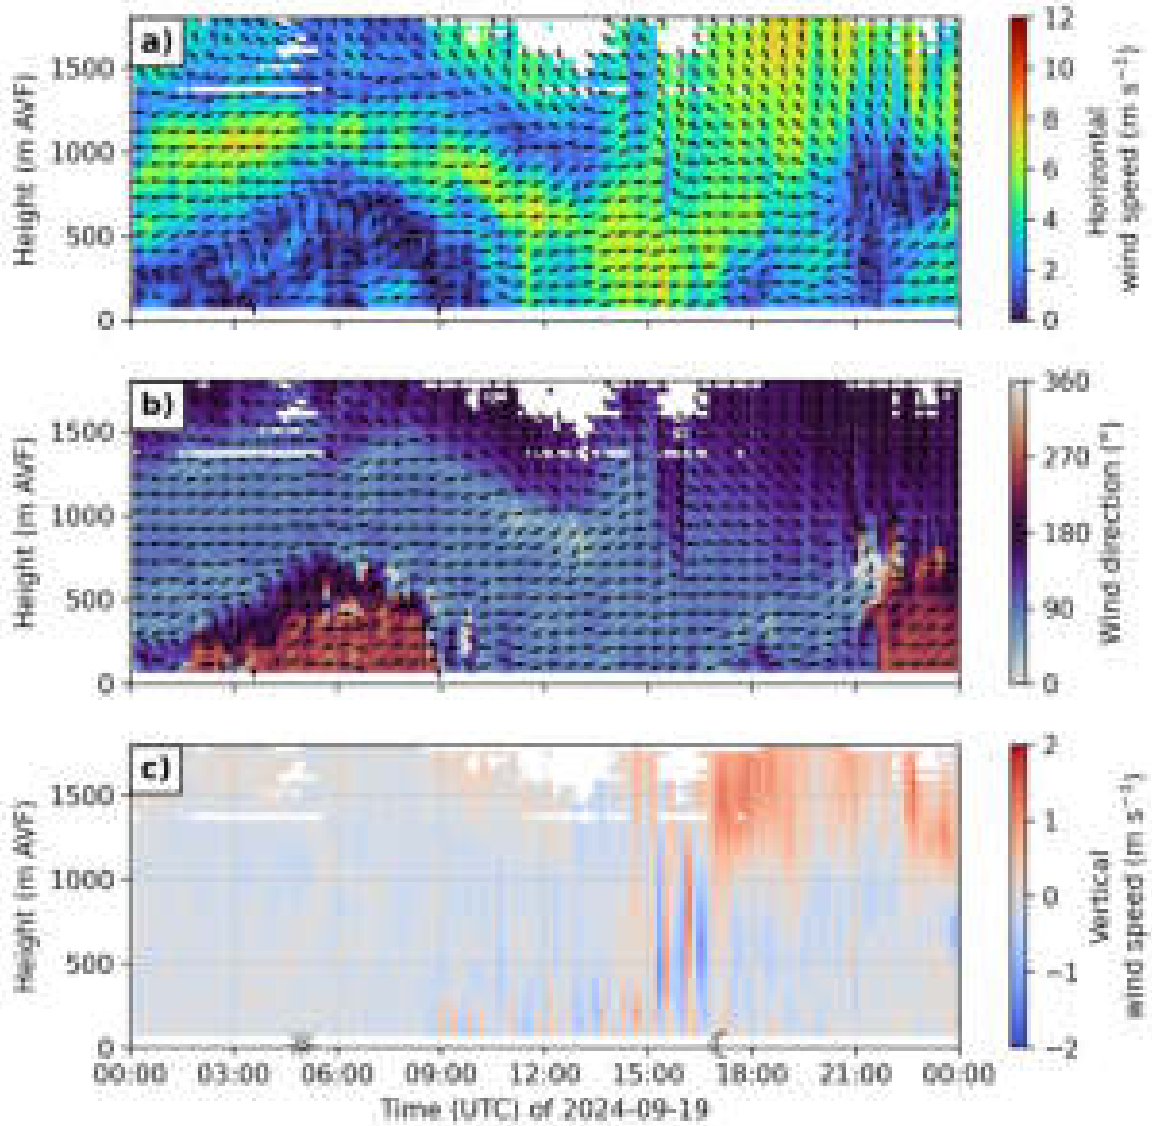 a)
1500
1000
500
0
Height (m AVF)
12
10
8
6
4
2
0
Horizontal
wind speed (m s⁻¹)
b)
1500
1000
500
0
Height (m AVF)
360
270
180
90
0
Wind direction (°)
c)
1500
1000
500
0
Height (m AVF)
2
1
0
−1
−2
Vertical
wind speed (m s⁻¹)
00:00 03:00 06:00 09:00 12:00 15:00 18:00 21:00 00:00
Time (UTC) of 2024-09-19